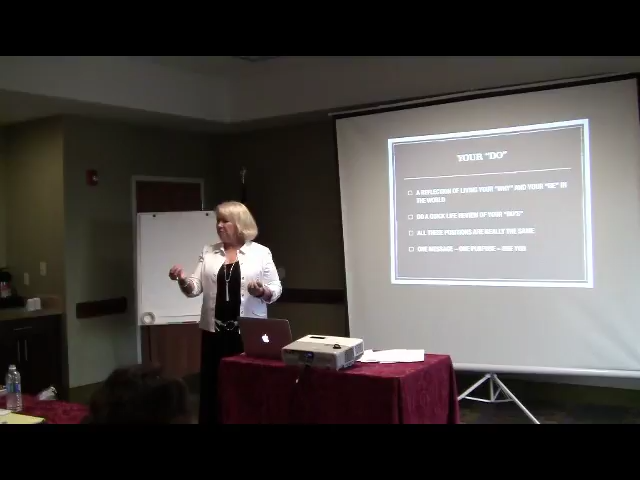 YOUR "DO"
A REFLECTION OF LIVING YOUR "WHY" AND YOUR "BE" IN
THE WORLD
DO A QUICK LIFE REVIEW OF YOUR "DO'S"
ALL THESE POSITIONS ARE REALLY THE SAME
ONE MESSAGE – ONE PURPOSE – ONE YOU